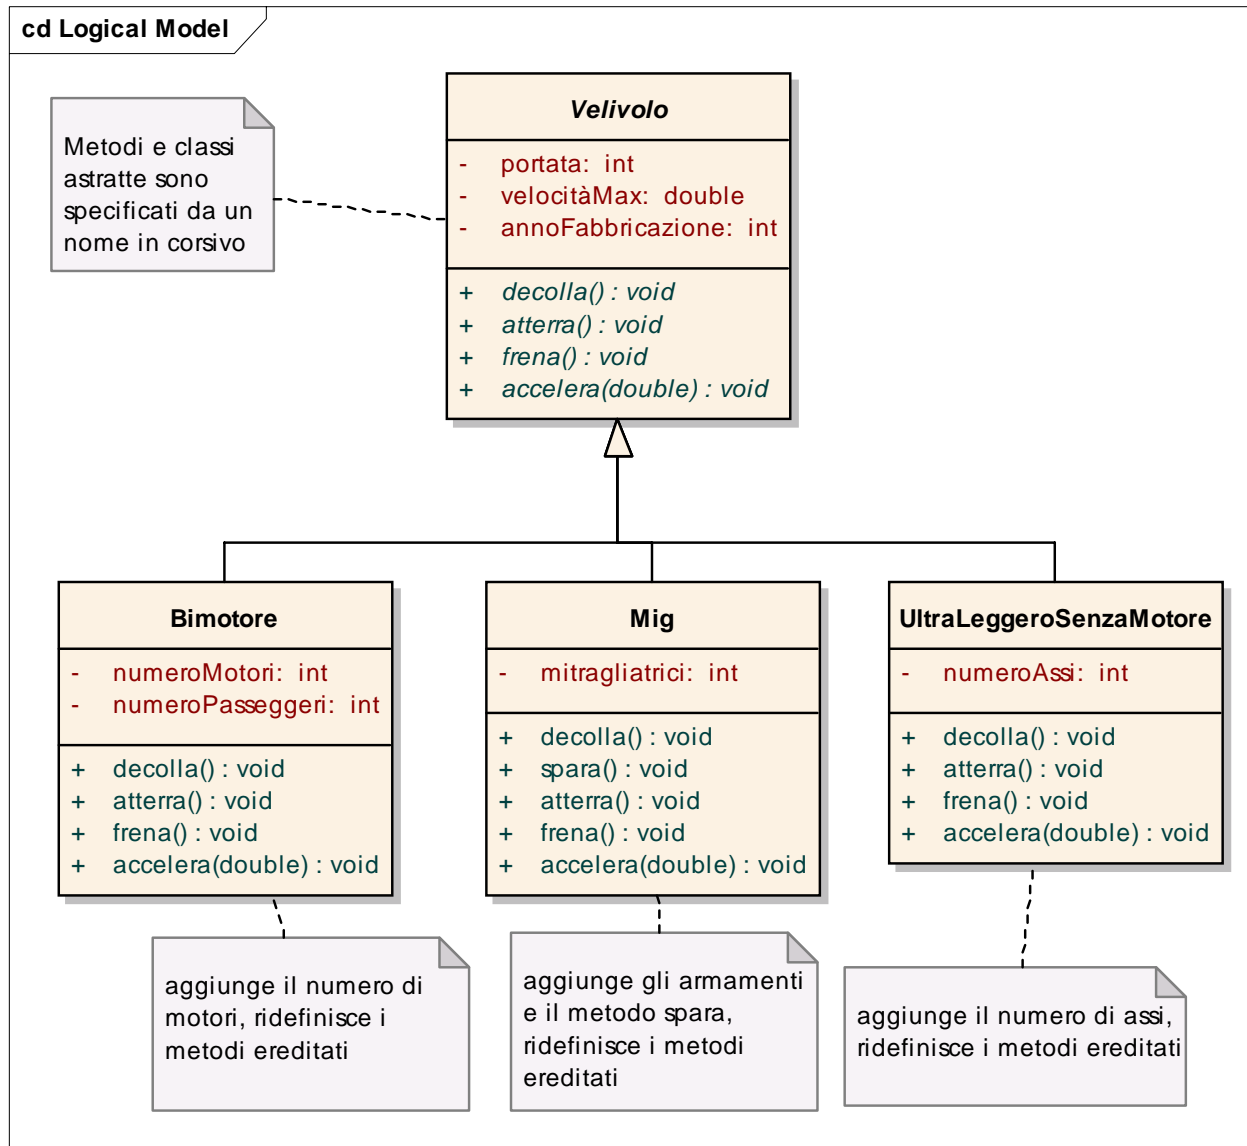 cd Logical Model
Metodi e classi
astratte sono
specificati da un
nome in corsivo
Velivolo
- portata: int
- velocitàMax: double
- annoFabbricazione: int
+ decolla() : void
+ atterra() : void
+ frena() : void
+ accelera(double) : void
Bimotore
- numeroMotori: int
- numeroPasseggeri: int
+ decolla() : void
+ atterra() : void
+ frena() : void
+ accelera(double) : void
Mig
- mitragliatrici: int
+ decolla() : void
+ spara() : void
+ atterra() : void
+ frena() : void
+ accelera(double) : void
UltraLeggeroSenzaMotore
- numeroAssi: int
+ decolla() : void
+ atterra() : void
+ frena() : void
+ accelera(double) : void
aggiunge il numero di
motori, ridefinisce i
metodi ereditati
aggiunge gli armamenti
e il metodo spara,
ridefinisce i metodi
ereditati
aggiunge il numero di assi,
ridefinisce i metodi ereditati